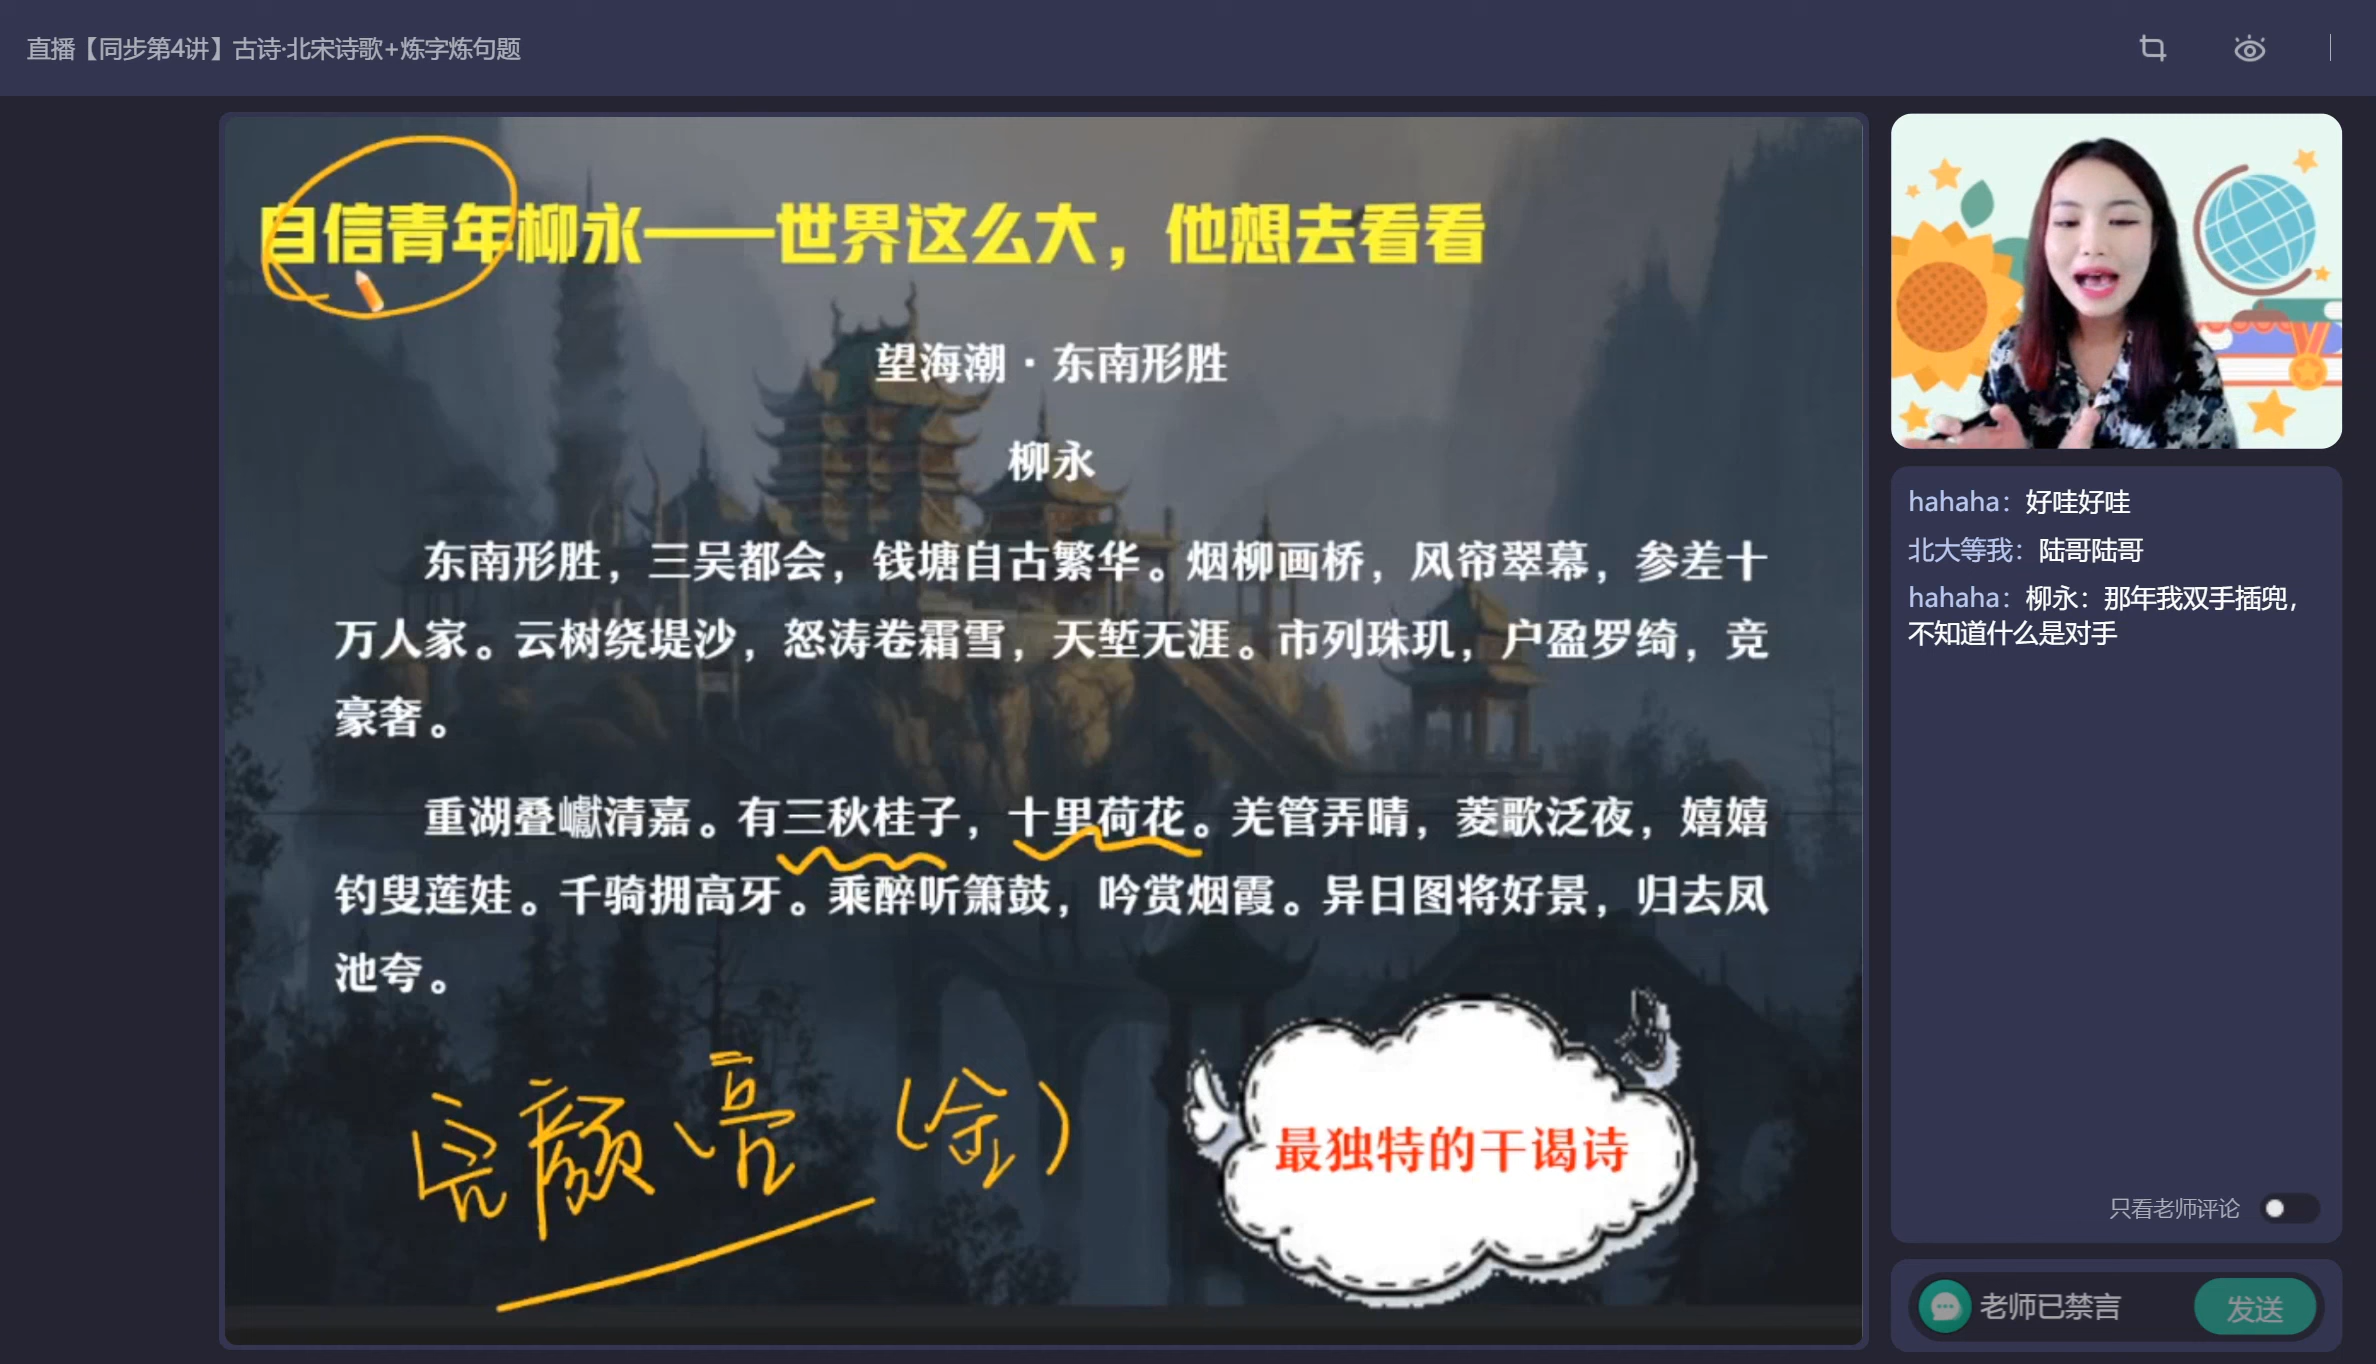 直播【同步第4讲】古诗·北宋诗歌+炼字炼句题
自信青年柳永——世界这么大，他想去看看
望海潮·东南形胜
柳永
东南形胜，三吴都会，钱塘自古繁华。烟柳画桥，风帘翠幕，参差十
万人家。云树绕堤沙，怒涛卷霜雪，天堑无涯。市列珠玑，户盈罗绮，竞
豪奢。
重湖叠巘清嘉。有三秋桂子，十里荷花。羌管弄晴，菱歌泛夜，嬉嬉
钓叟莲娃。千骑拥高牙。乘醉听箫鼓，吟赏烟霞。异日图将好景，归去凤
池夸。
完颜亮（金）
最独特的干谒诗
hahaha：好哇好哇
北大等我：陆哥陆哥
hahaha：柳永：那年我双手插兜，
不知道什么是对手
只看老师评论
老师已禁言
发送